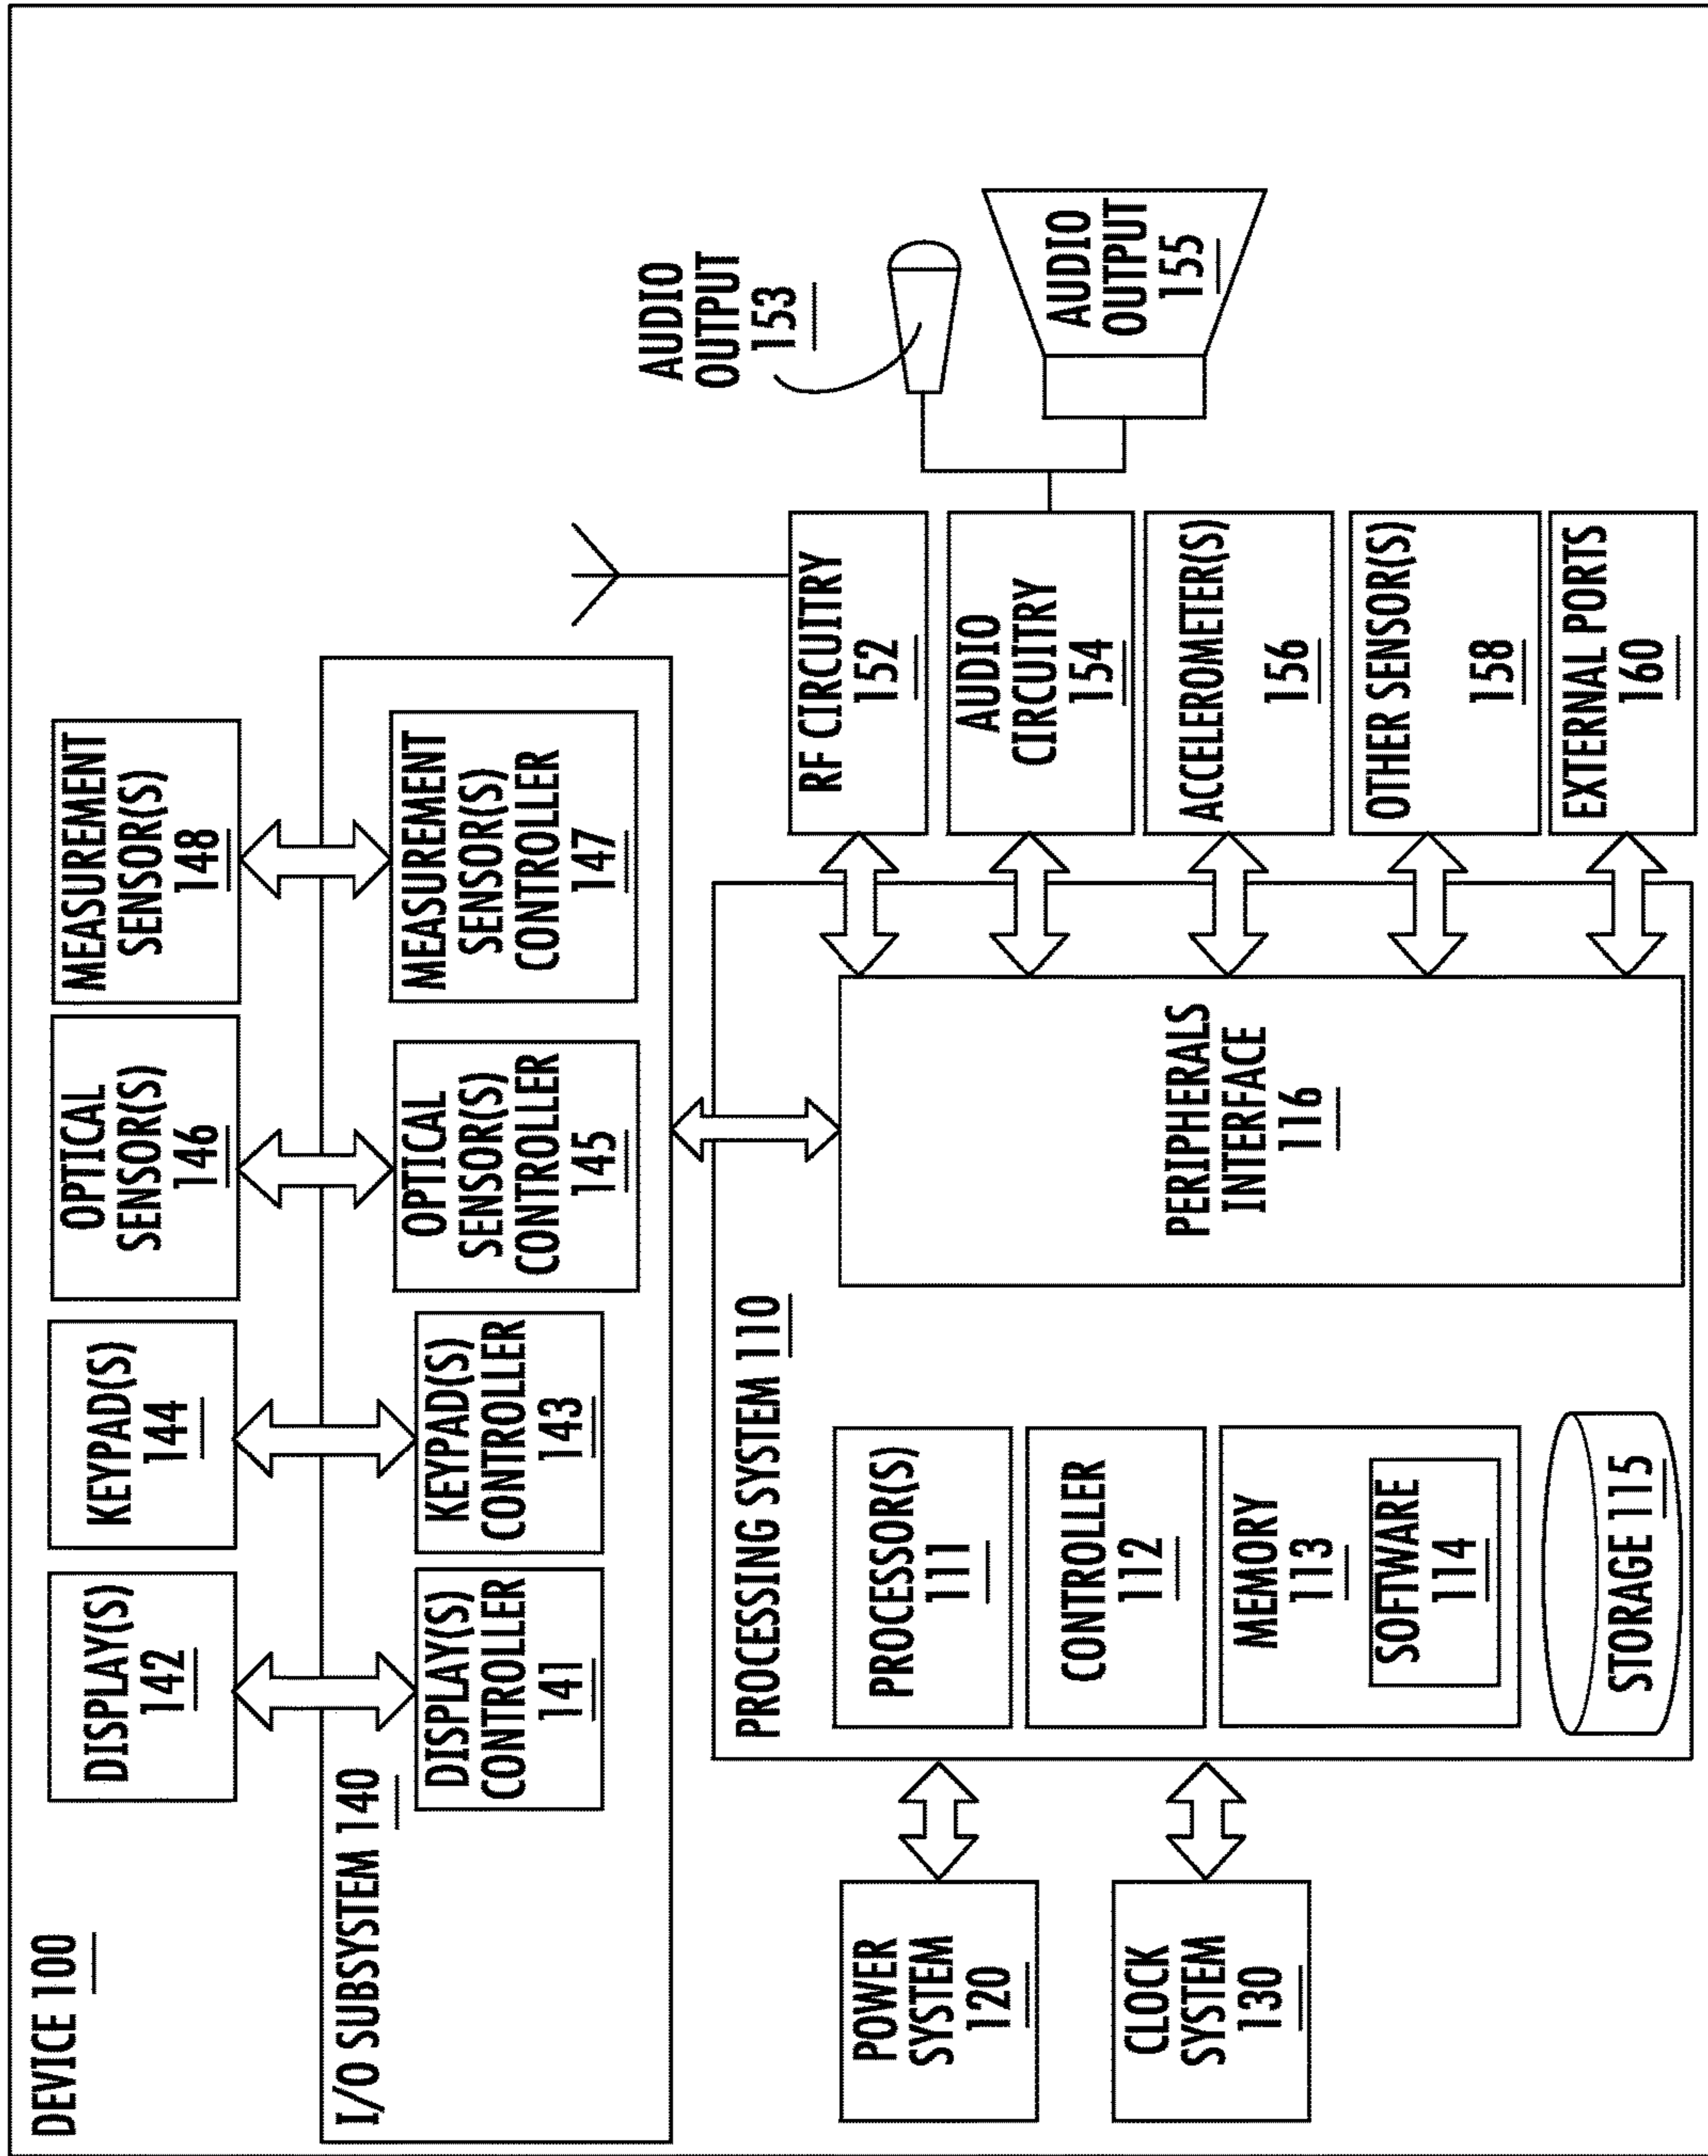 DEVICE 100
DISPLAY(S)
142
KEYPAD(S)
144
OPTICAL
SENSOR(S)
146
MEASUREMENT
SENSOR(S)
148
I/O SUBSYSTEM 140
DISPLAY(S)
CONTROLLER
141
KEYPAD(S)
CONTROLLER
143
OPTICAL
SENSOR(S)
CONTROLLER
145
MEASUREMENT
SENSOR(S)
CONTROLLER
147
POWER
SYSTEM
120
CLOCK
SYSTEM
130
PROCESSING SYSTEM 110
PROCESSOR(S)
111
CONTROLLER
112
MEMORY
113
SOFTWARE
114
STORAGE 115
PERIPHERALS
INTERFACE
116
RF CIRCUITRY
152
AUDIO
CIRCUITRY
154
ACCELEROMETER(S)
156
OTHER SENSOR(S)
158
EXTERNAL PORTS
160
AUDIO
OUTPUT
153
AUDIO
OUTPUT
155